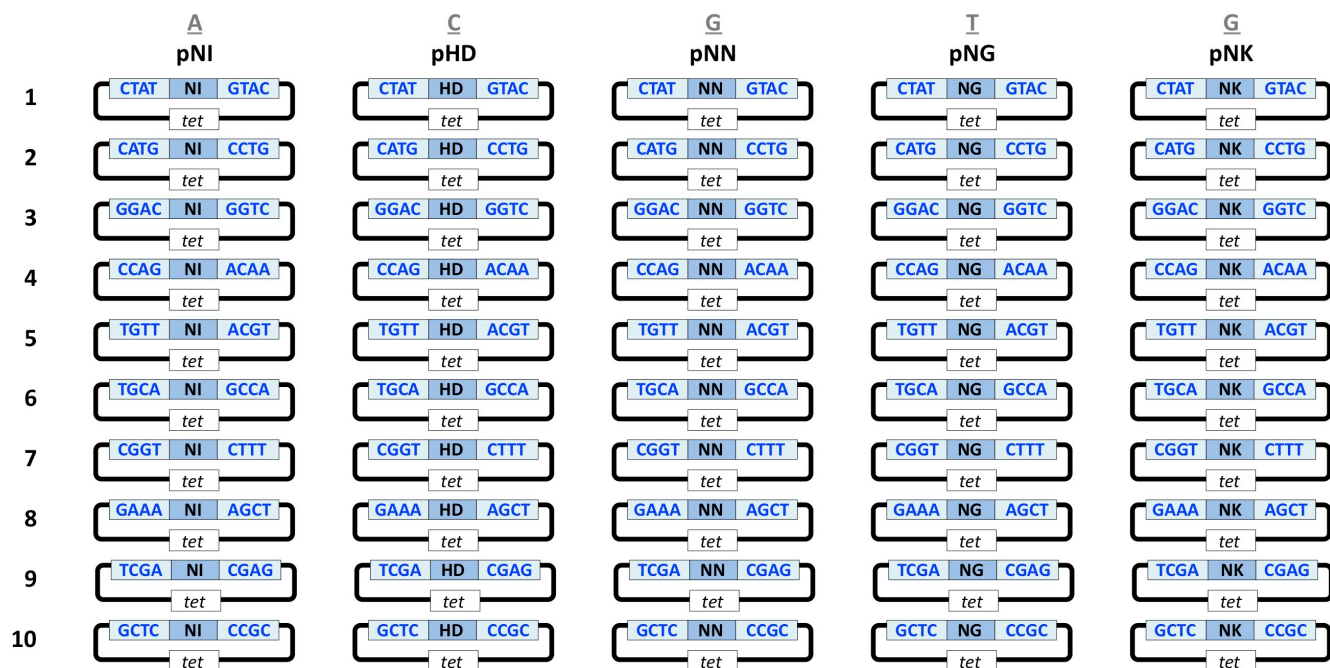 A C G T G
pNI pHD pNN pNG pNK
1 CTAT NI GTAC CTAT HD GTAC CTAT NN GTAC CTAT NG GTAC CTAT NK GTAC
tet tet tet tet tet
2 CATG NI CCTG CATG HD CCTG CATG NN CCTG CATG NG CCTG CATG NK CCTG
tet tet tet tet tet
3 GGAC NI GGTC GGAC HD GGTC GGAC NN GGTC GGAC NG GGTC GGAC NK GGTC
tet tet tet tet tet
4 CCAG NI ACAA CCAG HD ACAA CCAG NN ACAA CCAG NG ACAA CCAG NK ACAA
tet tet tet tet tet
5 TGTT NI ACGT TGTT HD ACGT TGTT NN ACGT TGTT NG ACGT TGTT NK ACGT
tet tet tet tet tet
6 TGCA NI GCCA TGCA HD GCCA TGCA NN GCCA TGCA NG GCCA TGCA NK GCCA
tet tet tet tet tet
7 CGGT NI CTTT CGGT HD CTTT CGGT NN CTTT CGGT NG CTTT CGGT NK CTTT
tet tet tet tet tet
8 GAAA NI AGCT GAAA HD AGCT GAAA NN AGCT GAAA NG AGCT GAAA NK AGCT
tet tet tet tet tet
9 TCGA NI CGAG TCGA HD CGAG TCGA NN CGAG TCGA NG CGAG TCGA NK CGAG
tet tet tet tet tet
10 GCTC NI CCGC GCTC HD CCGC GCTC NN CCGC GCTC NG CCGC GCTC NK CCGC
tet tet tet tet tet